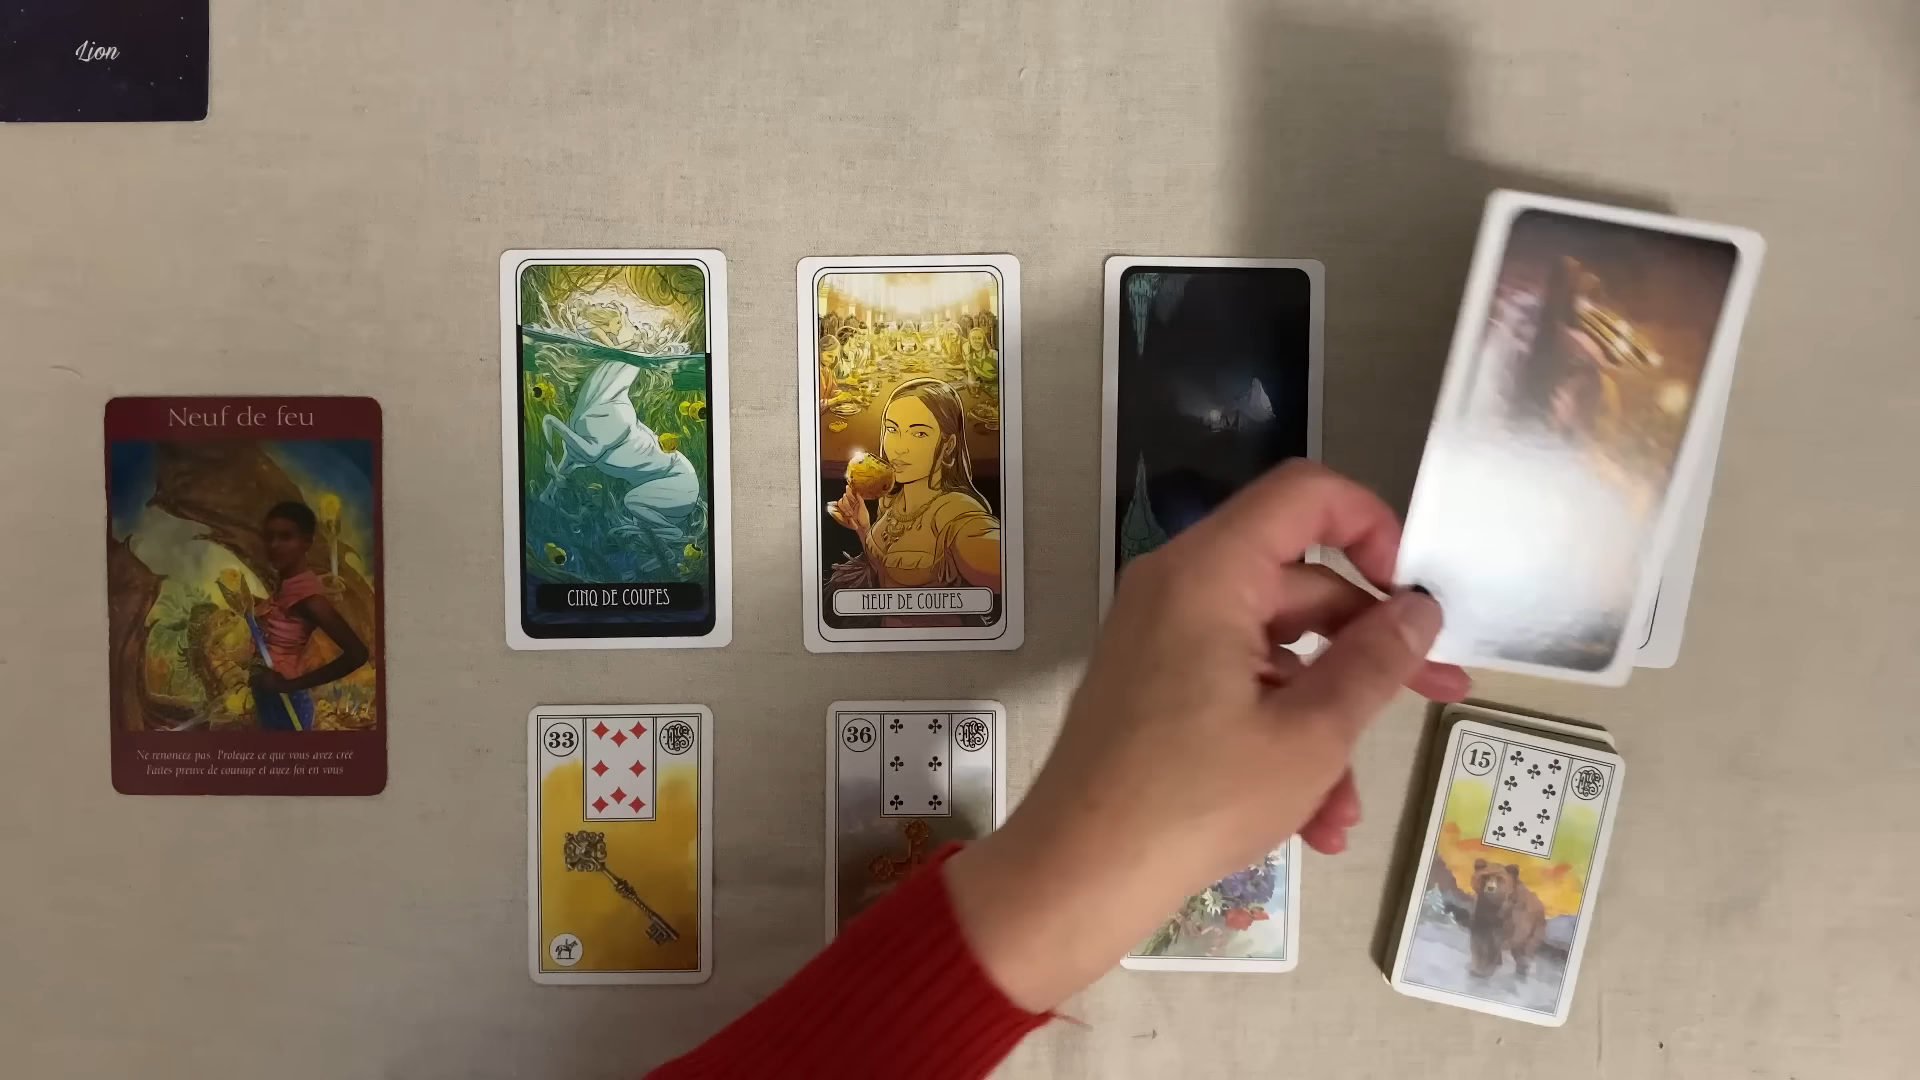 Lion
Neuf de feu
Ne renoncez pas. Protégez ce que vous avez créé
Faites preuve de courage et ayez foi en vous
CINQ DE COUPES
NEUF DE COUPES
33
36
15